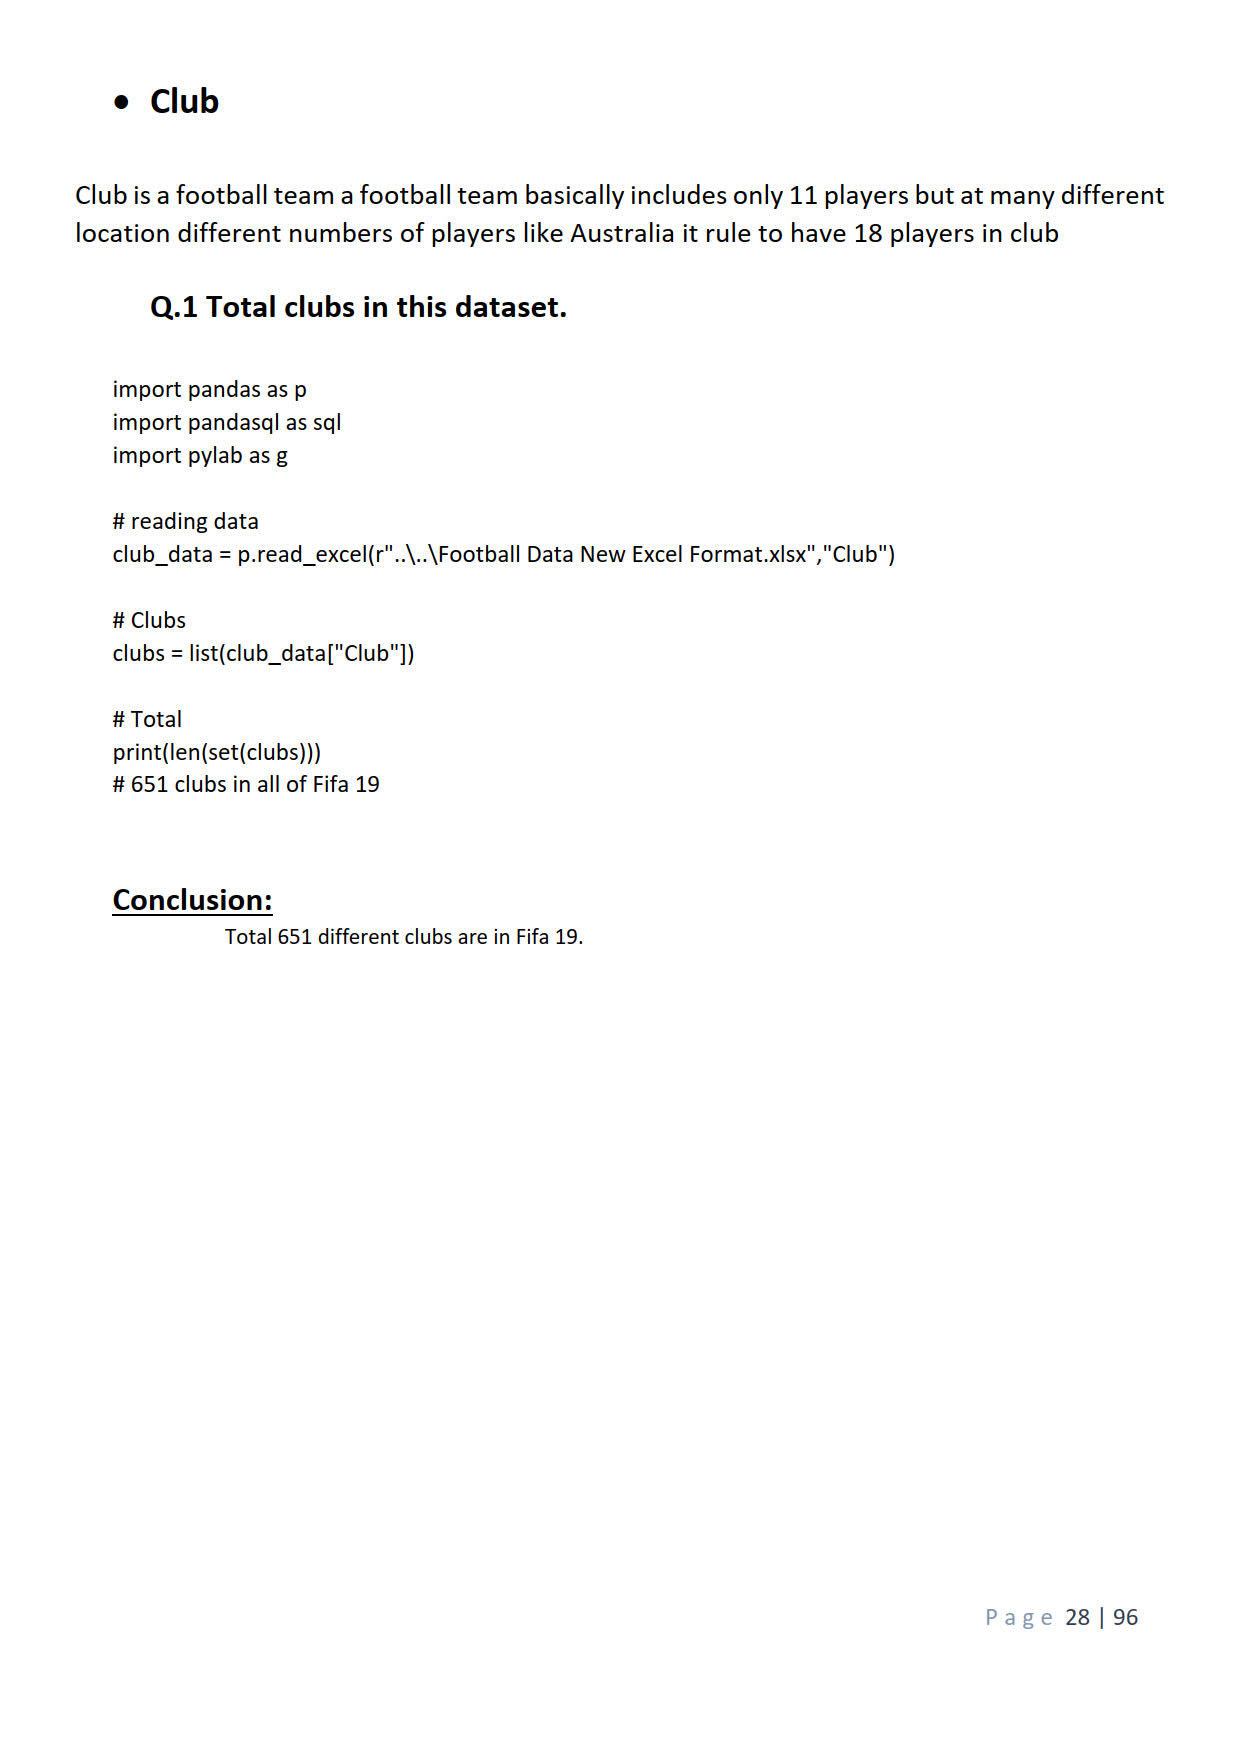 • Club
Club is a football team a football team basically includes only 11 players but at many different
location different numbers of players like Australia it rule to have 18 players in club
Q.1 Total clubs in this dataset.
import pandas as p
import pandasql as sql
import pylab as g
# reading data
club_data = p.read_excel(r"..\..\Football Data New Excel Format.xlsx","Club")
# Clubs
clubs = list(club_data["Club"])
# Total
print(len(set(clubs)))
# 651 clubs in all of Fifa 19
Conclusion:
Total 651 different clubs are in Fifa 19.
Page 28 | 96